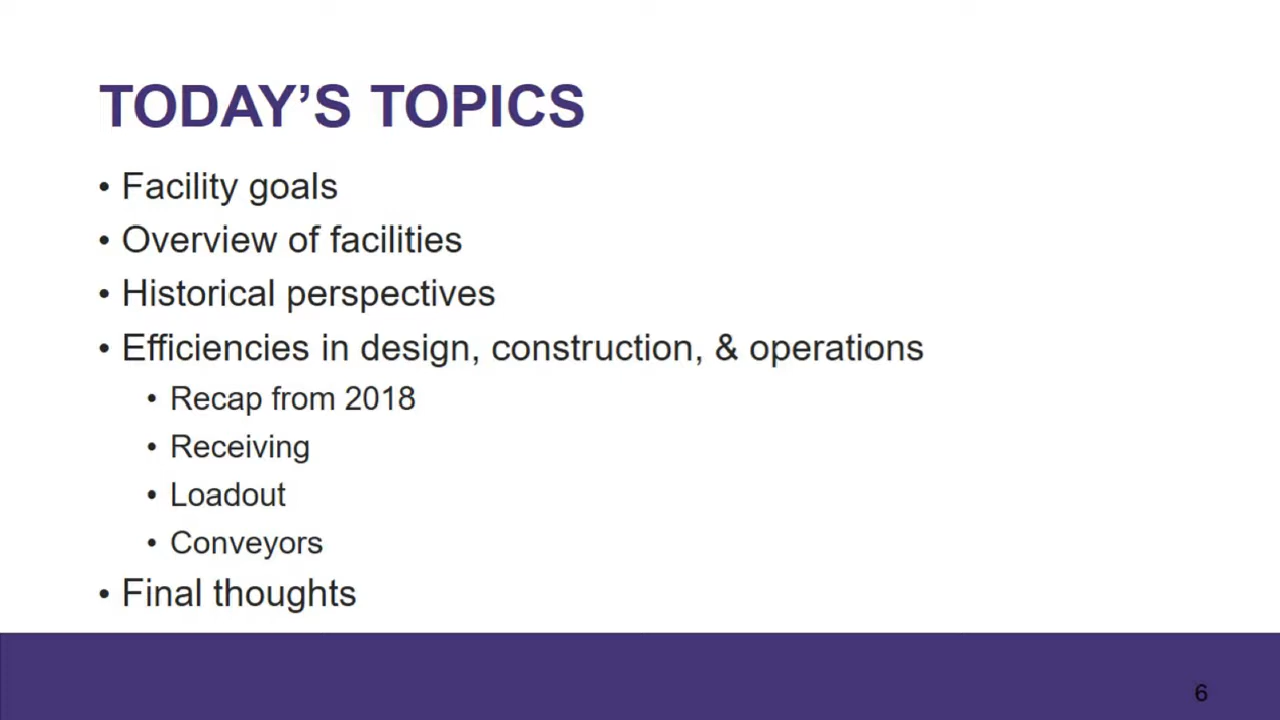 TODAY’S TOPICS
• Facility goals
• Overview of facilities
• Historical perspectives
• Efficiencies in design, construction, & operations
• Recap from 2018
• Receiving
• Loadout
• Conveyors
• Final thoughts
6